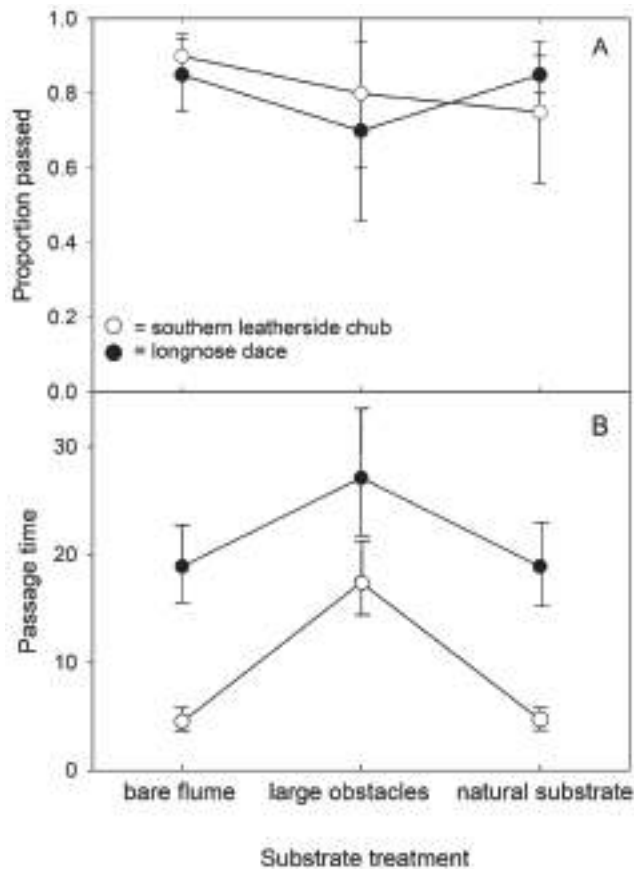 1.0
A
0.8
0.6
0.4
0.2
0.0
Proportion passed
= southern leatherside chub
= longnose dace
B
30
20
10
0
Passage time
bare flume
large obstacles
natural substrate
Substrate treatment